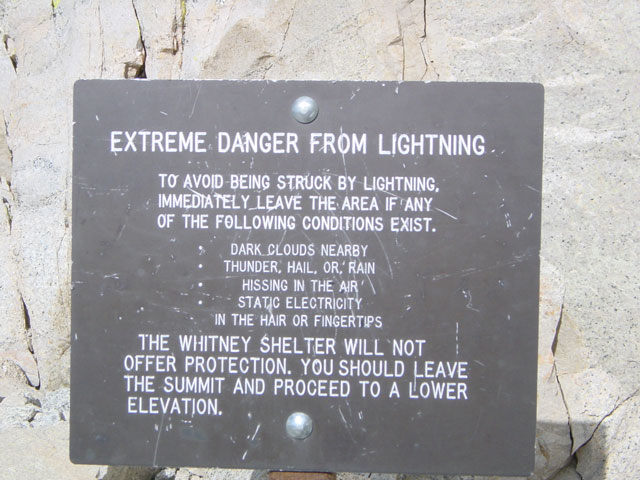 EXTREME DANGER FROM LIGHTNING
TO AVOID BEING STRUCK BY LIGHTNING,
IMMEDIATELY LEAVE THE AREA IF ANY
OF THE FOLLOWING CONDITIONS EXIST.
• DARK CLOUDS NEARBY
• THUNDER, HAIL, OR, RAIN
• HISSING IN THE AIR
• STATIC ELECTRICITY
IN THE HAIR OR FINGERTIPS
THE WHITNEY SHELTER WILL NOT
OFFER PROTECTION. YOU SHOULD LEAVE
THE SUMMIT AND PROCEED TO A LOWER
ELEVATION.